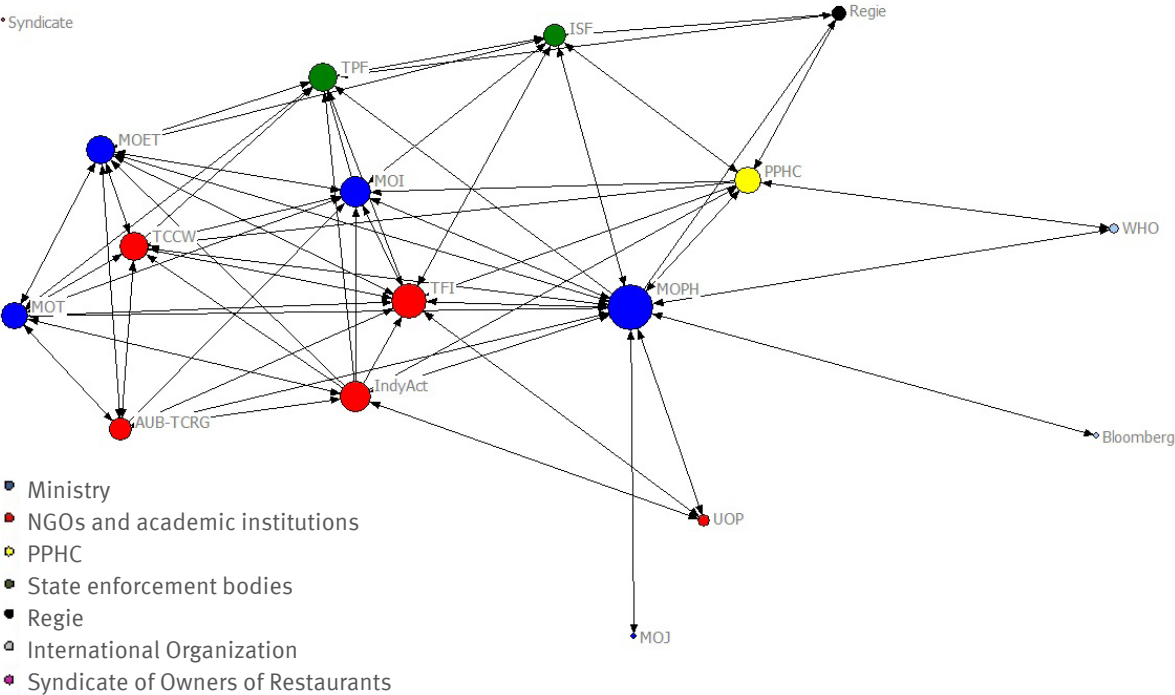 Syndicate
Regie
ISF
TPF
MOET
PPHC
MOI
WHO
TCCW
TFI
MOPH
MOT
IndyAct
AUB-TCRG
Bloomberg
UOP
MOJ
Ministry
NGOs and academic institutions
PPHC
State enforcement bodies
Regie
International Organization
Syndicate of Owners of Restaurants